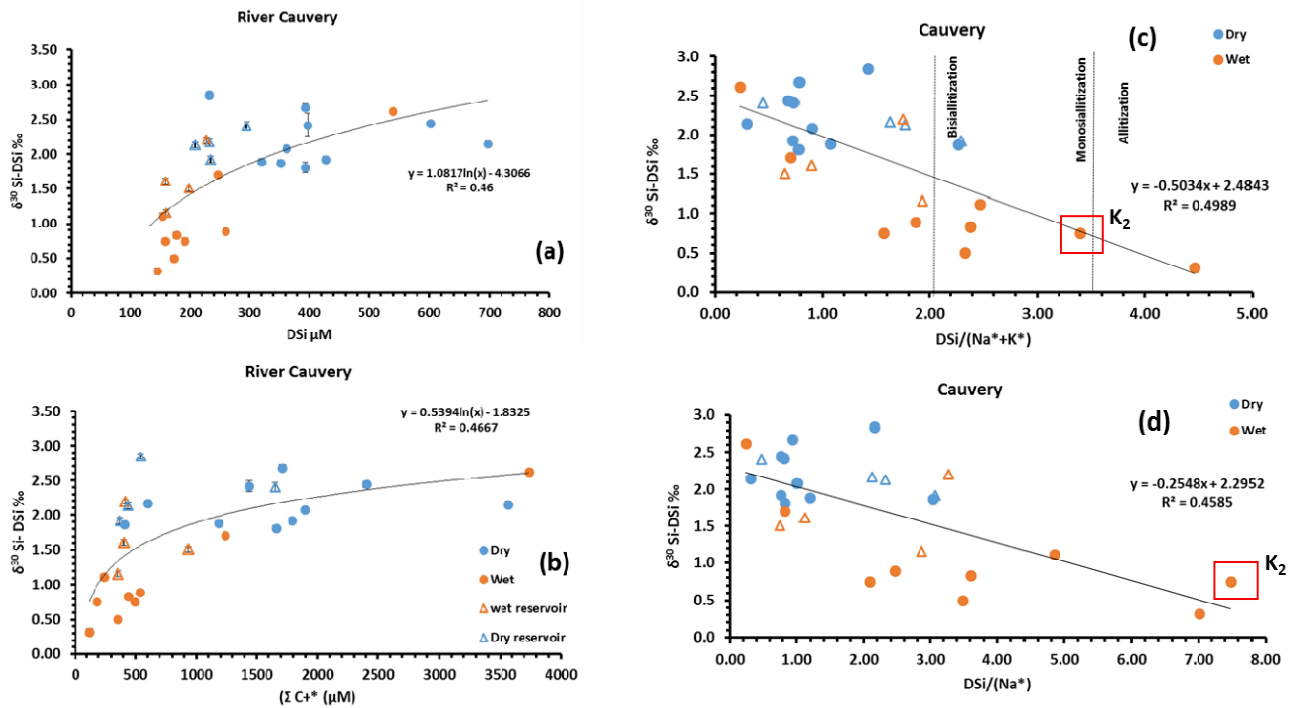 River Cauvery
3.50
3.00
2.50
2.00
1.50
1.00
0.50
0.00
δ³⁰ Si-DSi ‰
y = 1.0817ln(x) - 4.3066
R² = 0.46
(a)
0 100 200 300 400 500 600 700 800
DSi µM
River Cauvery
3.50
3.00
2.50
2.00
1.50
1.00
0.50
0.00
δ³⁰ Si- DSi ‰
y = 0.5394ln(x) - 1.8325
R² = 0.4667
Dry
Wet
wet reservoir
Dry reservoir
(b)
0 500 1000 1500 2000 2500 3000 3500 4000
(Σ C+* (µM)
Cauvery
(c)
Dry
Wet
3.0
2.5
2.0
1.5
1.0
0.5
0.0
δ³⁰ Si-DSi ‰
Bisiallitization
Monosiallitization
Allitization
y = -0.5034x + 2.4843
R² = 0.4989
K₂
0.00 1.00 2.00 3.00 4.00 5.00
DSi/(Na*+K*)
Cauvery
(d)
Dry
Wet
3.0
2.5
2.0
1.5
1.0
0.5
0.0
δ³⁰ Si-DSi ‰
y = -0.2548x + 2.2952
R² = 0.4585
K₂
0.00 1.00 2.00 3.00 4.00 5.00 6.00 7.00 8.00
DSi/(Na*)